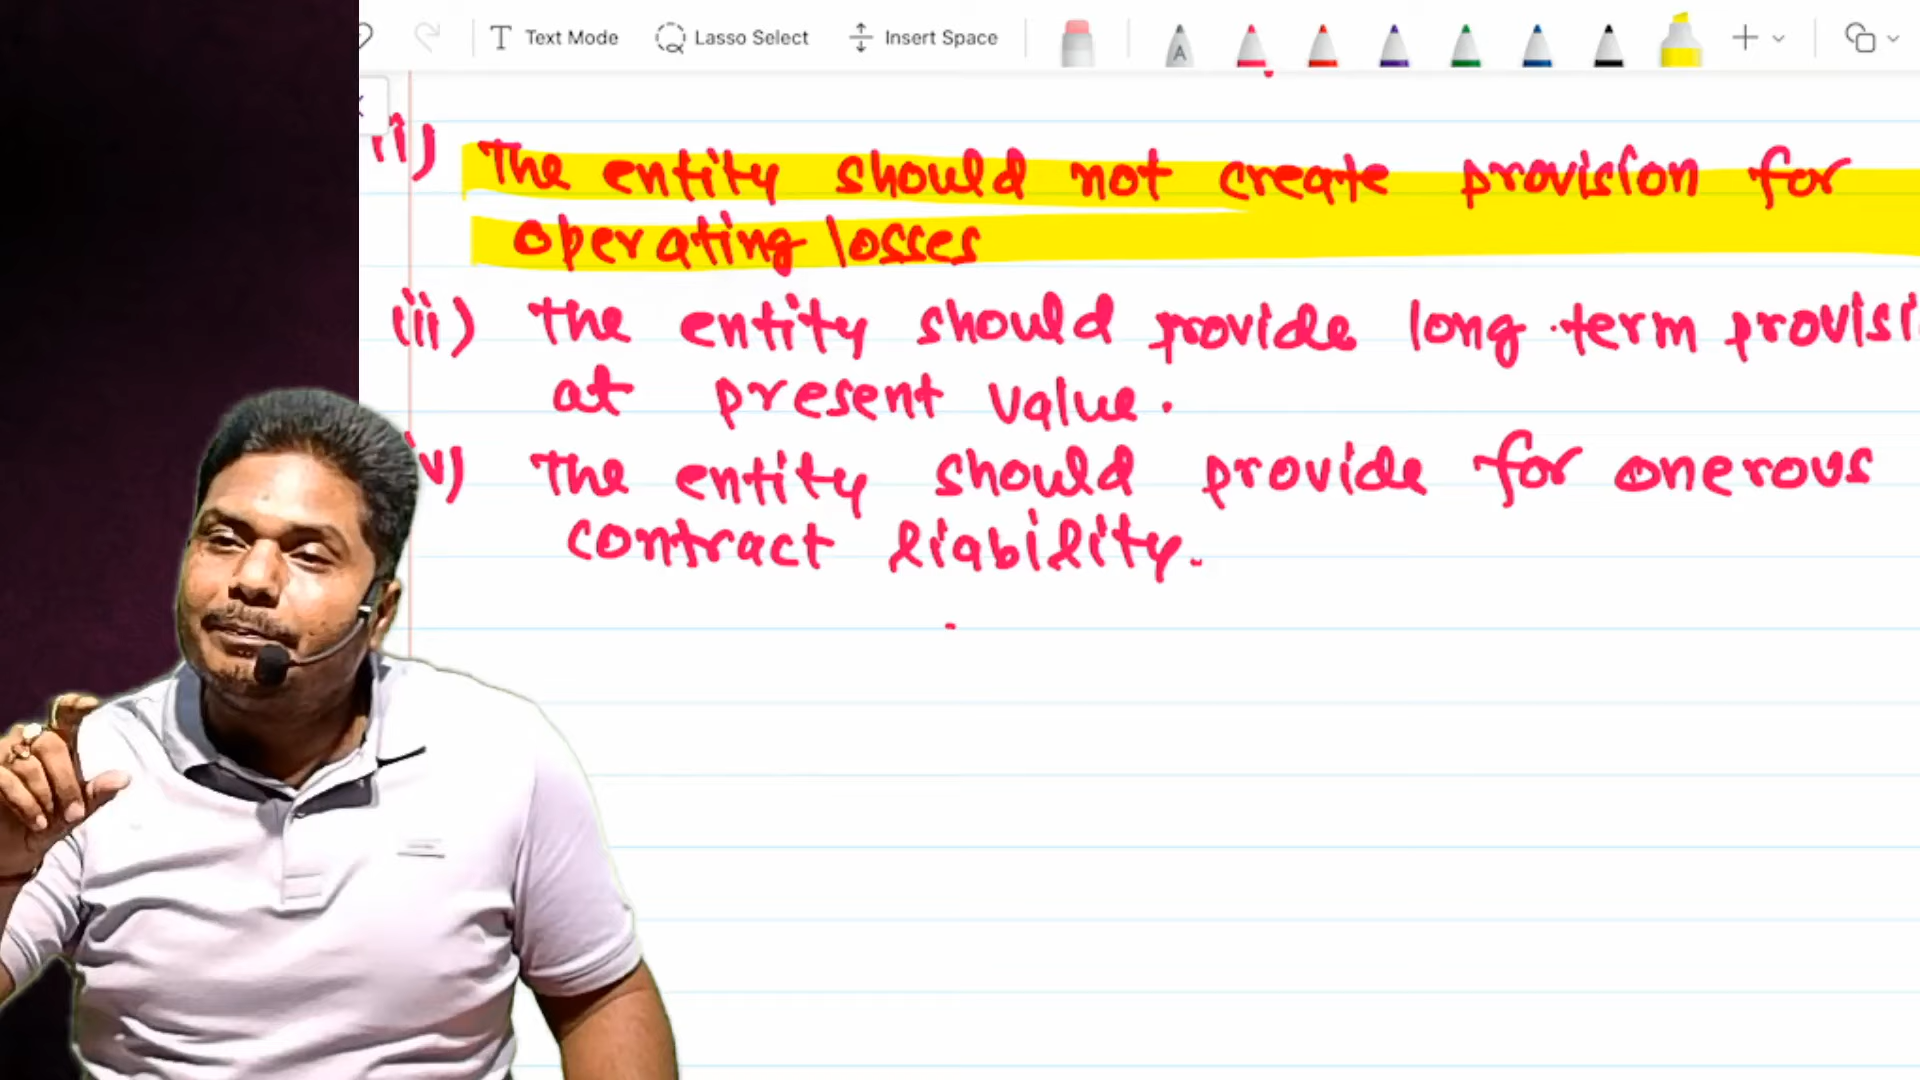 Text Mode Lasso Select Insert Space
ii) The entity should not create provision for
operating losses
(iii) The entity should provide long term provisi
at present value.
v) The entity should provide for onerous
contract liability.